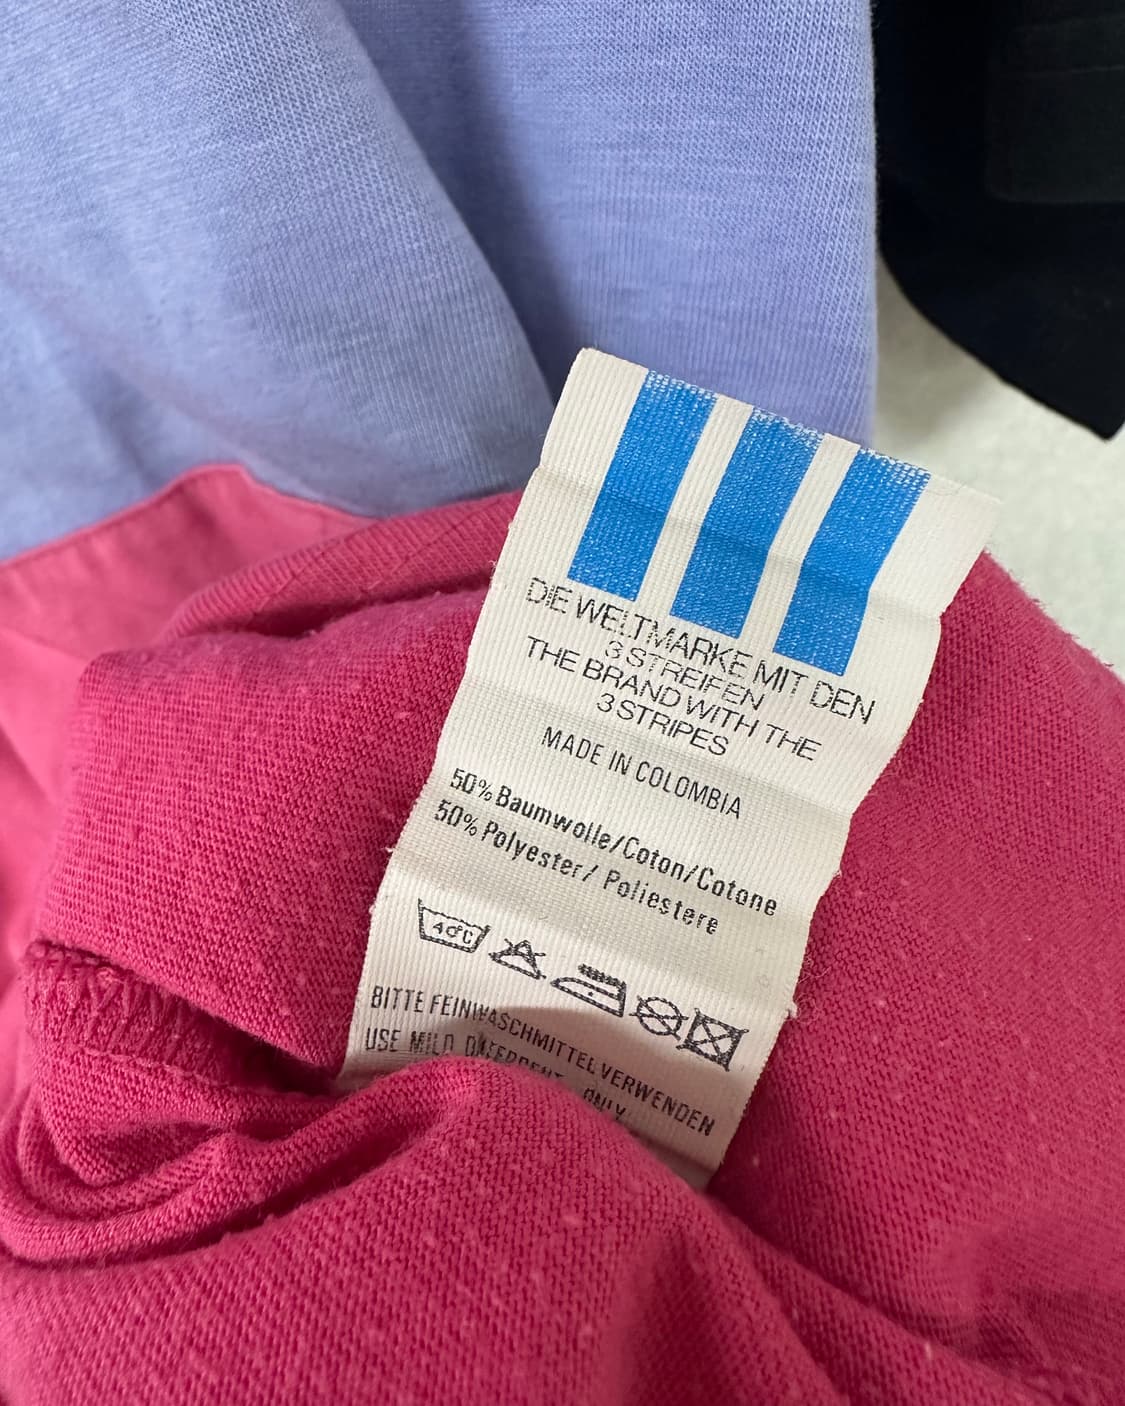 DIE WELTMARKE MIT DEN
3 STREIFEN
THE BRAND WITH THE
3 STRIPES
MADE IN COLOMBIA
50% Baumwolle/Coton/Cotone
50% Polyester/ Poliestere
40°C
BITTE FEINWASCHMITTEL VERWENDEN
USE MILD DETERGENT ONLY